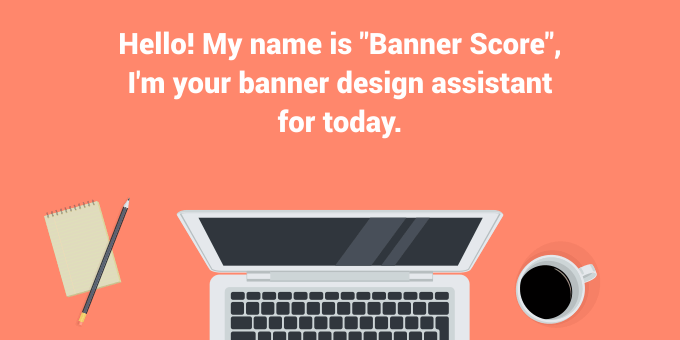 Hello! My name is "Banner Score",
I'm your banner design assistant
for today.